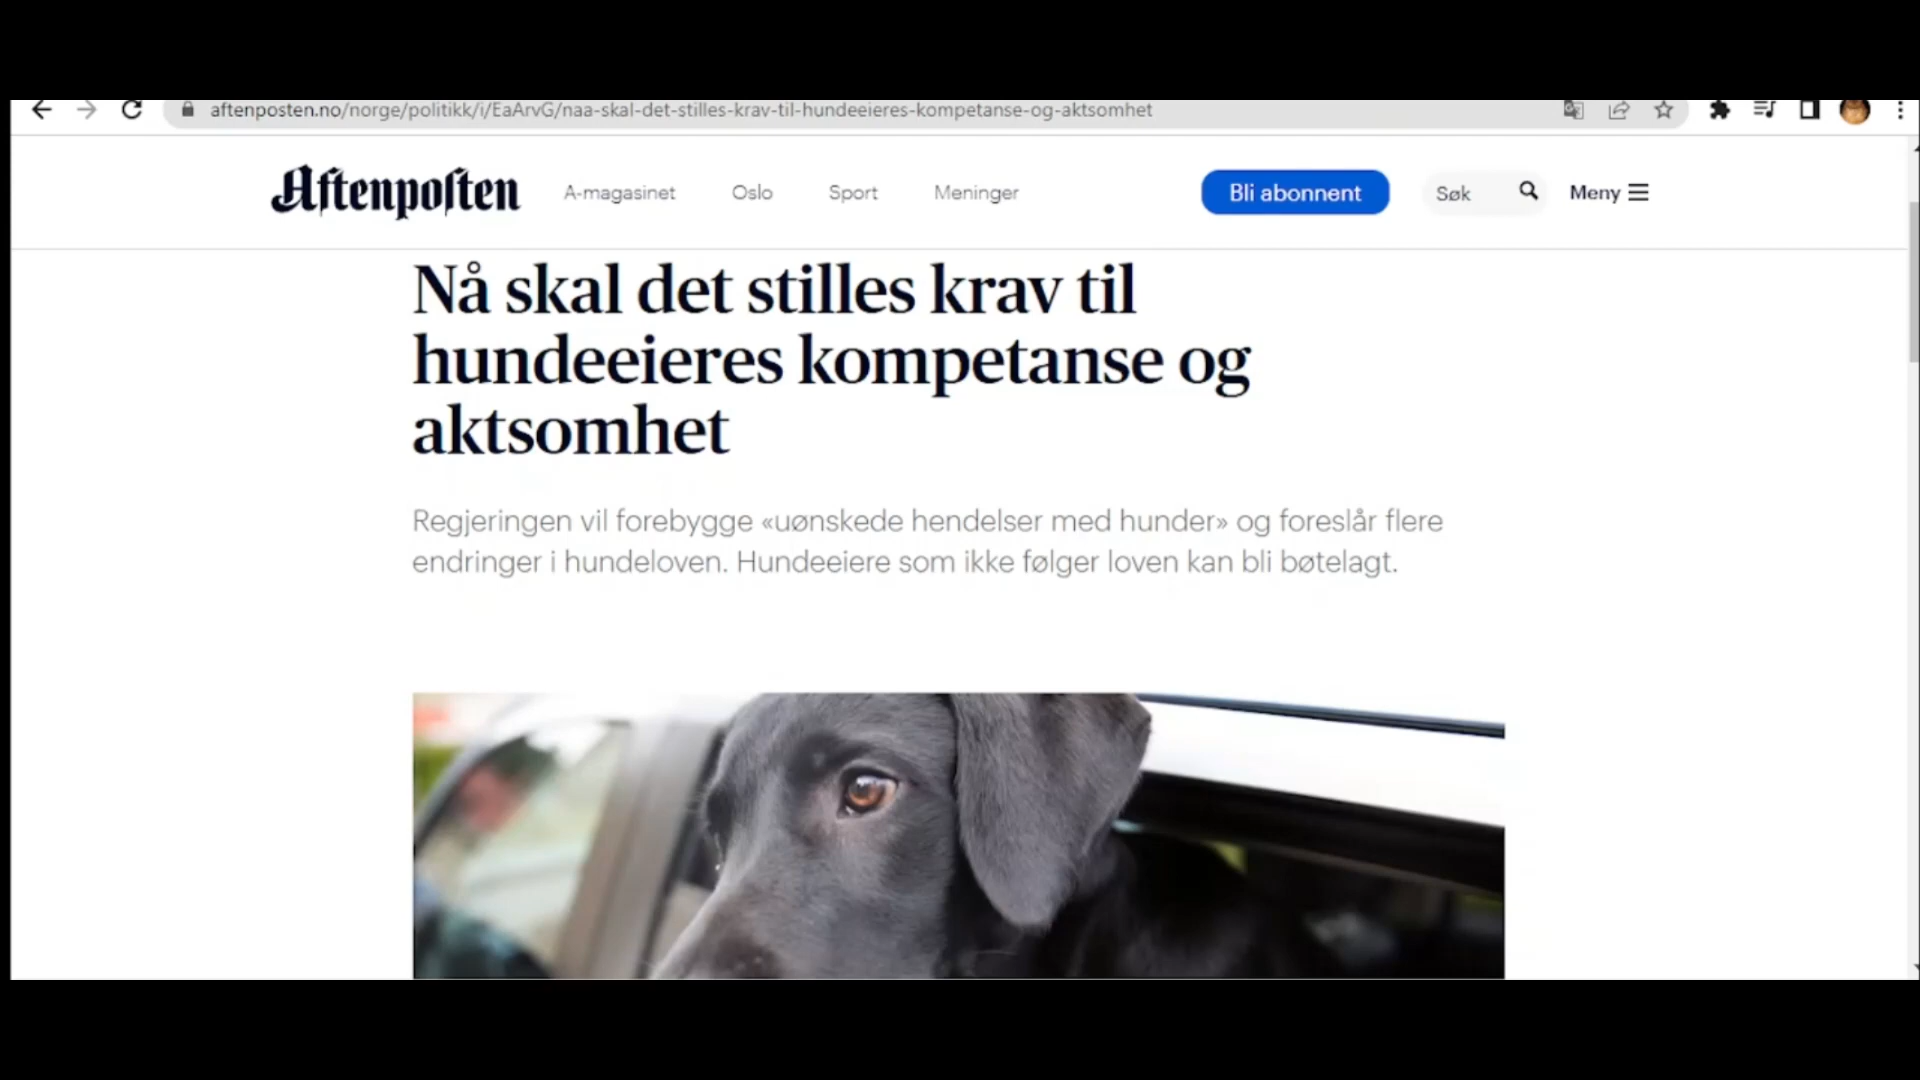 aftenposten.no/norge/politikk/i/EaArvG/naa-skal-det-stilles-krav-til-hundeeieres-kompetanse-og-aktsomhet
Aftenposten A-magasinet Oslo Sport Meninger Bli abonnent Søk Meny
Nå skal det stilles krav til
hundeeieres kompetanse og
aktsomhet
Regjeringen vil forebygge «uønskede hendelser med hunder» og foreslår flere
endringer i hundeloven. Hundeeiere som ikke følger loven kan bli bøtelagt.